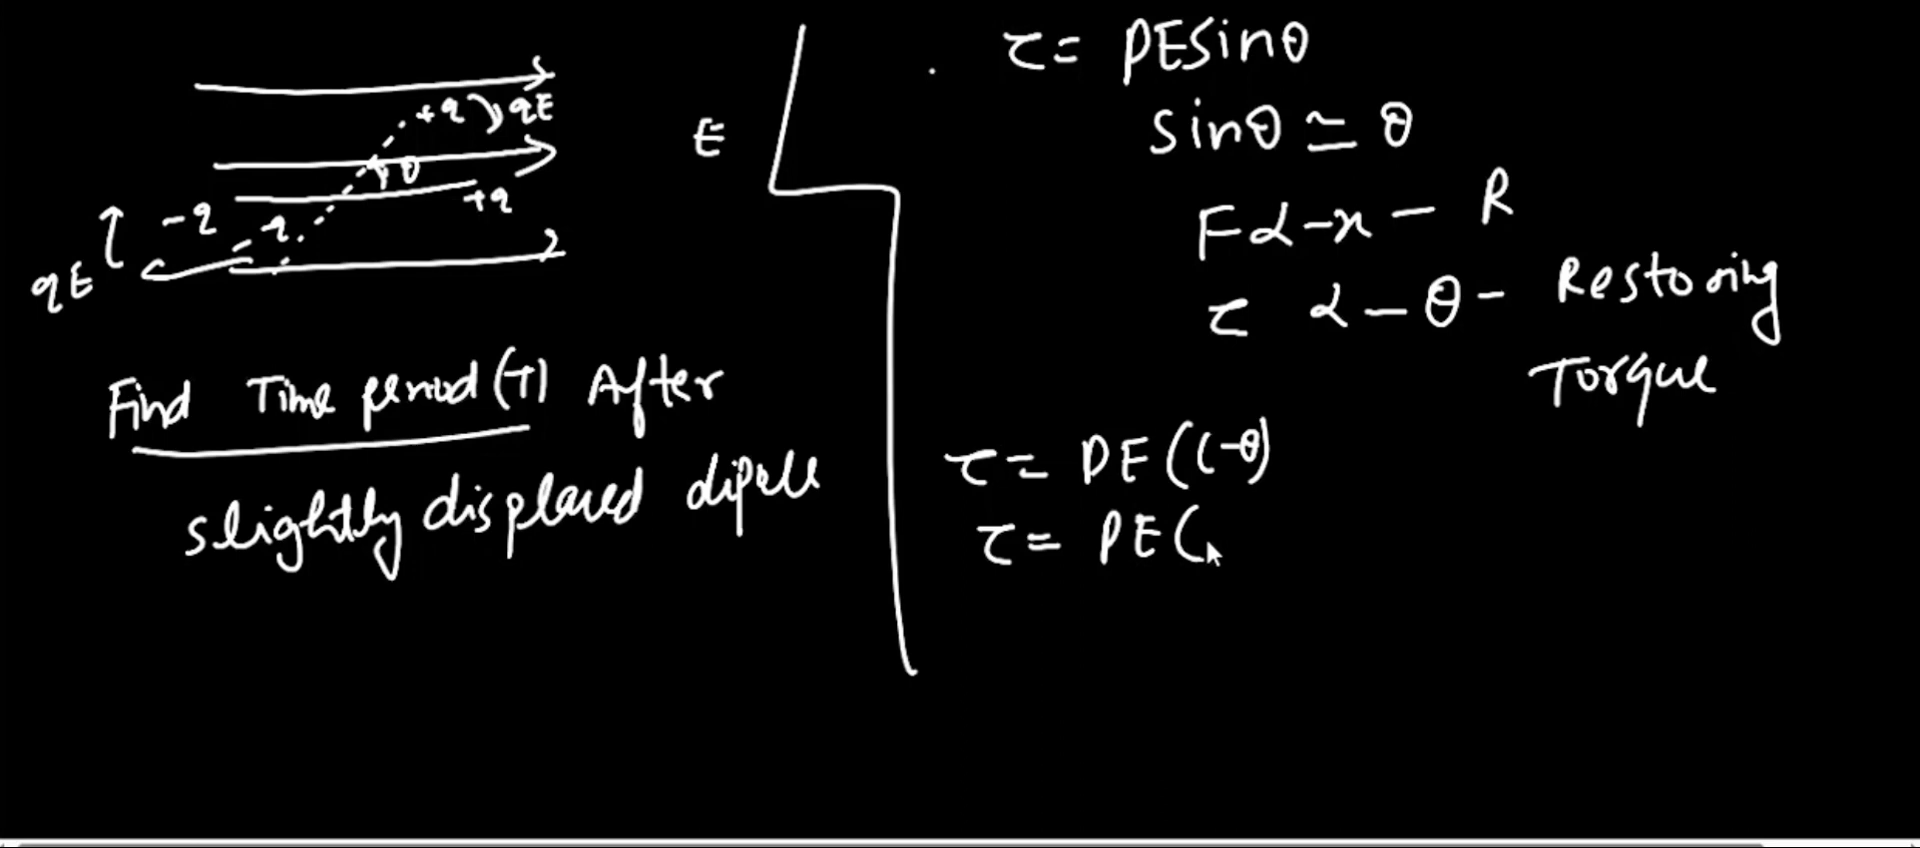 +q qE
E
θ
+q
-q -q
qE
Find Time period (T) After
slightly displaced dipole
τ = PESinθ
Sinθ ≃ θ
F α -x - R
τ α - θ - Restoring
Torque
τ = PE((-θ)
τ = PE(